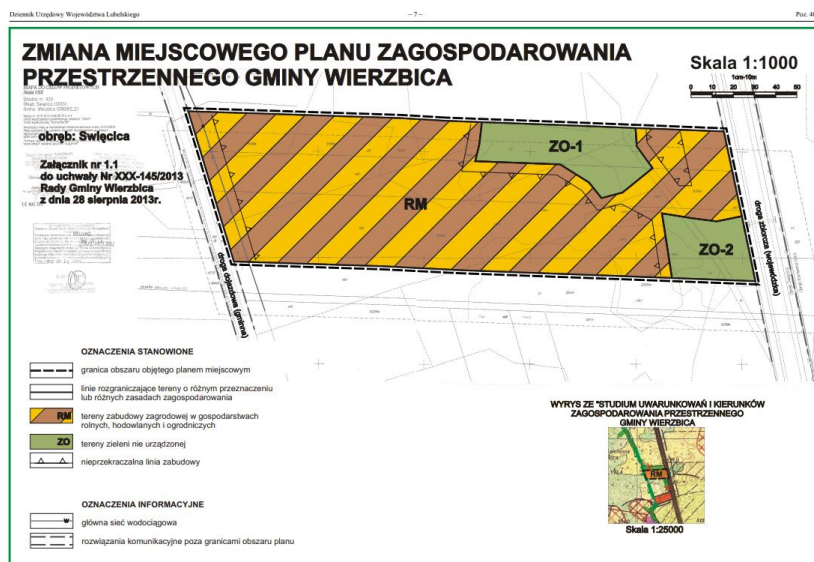 Dziennik Urzędowy Województwa Lubelskiego
– 7 –
ZMIANA MIEJSCOWEGO PLANU ZAGOSPODAROWANIA
PRZESTRZENNEGO GMINY WIERZBICA
Skala 1:1000
1cm-10m
0 10 20 30 40 50
obręb: Swięcica
Załącznik nr 1.1
do uchwały Nr XXX-145/2013
Rady Gminy Wierzbica
z dnia 28 sierpnia 2013r.
ZO-1
RM
ZO-2
droga dojazdowa (gminna)
droga zbiorcza (wojewódzka)
OZNACZENIA STANOWIONE
granica obszaru objętego planem miejscowym
linie rozgraniczające tereny o różnym przeznaczeniu
lub różnych zasadach zagospodarowania
RM
tereny zabudowy zagrodowej w gospodarstwach
rolnych, hodowlanych i ogrodniczych
ZO
tereny zieleni nie urządzonej
nieprzekraczalna linia zabudowy
OZNACZENIA INFORMACYJNE
w
główna sieć wodociągowa
rozwiązania komunikacyjne poza granicami obszaru planu
WYRYS ZE "STUDIUM UWARUNKOWAŃ I KIERUNKÓW
ZAGOSPODAROWANIA PRZESTRZENNEGO
GMINY WIERZBICA
RM
Skala 1:25000